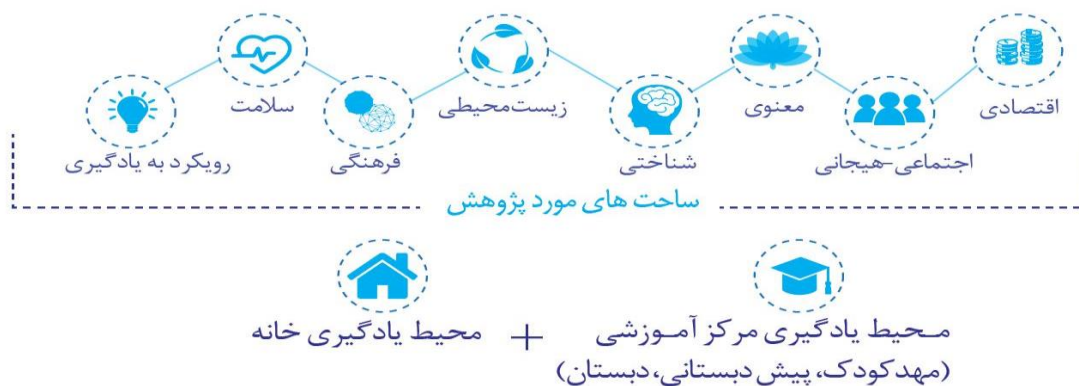 اقتصادی
اجتماعی-هیجانی
معنوی
شناختی
زیست‌محیطی
فرهنگی
سلامت
رویکرد به یادگیری
ساحت های مورد پژوهش
محیط یادگیری مرکز آموزشی + محیط یادگیری خانه
(مهدکودک، پیش دبستانی، دبستان)